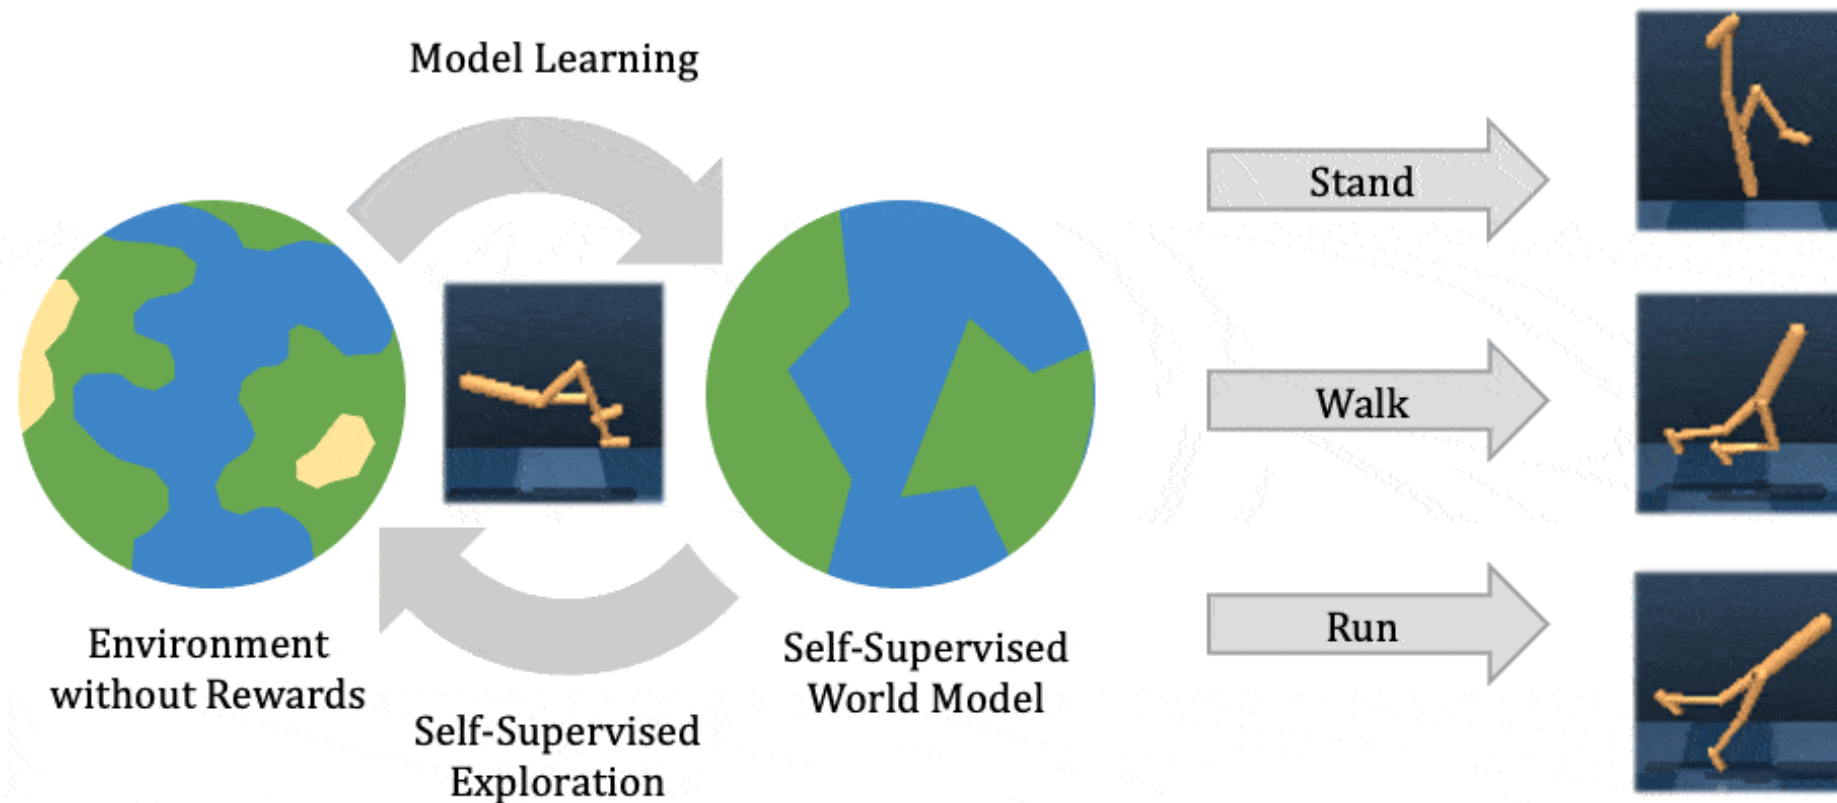 Model Learning
Environment
without Rewards
Self-Supervised
Exploration
Self-Supervised
World Model
Stand
Walk
Run